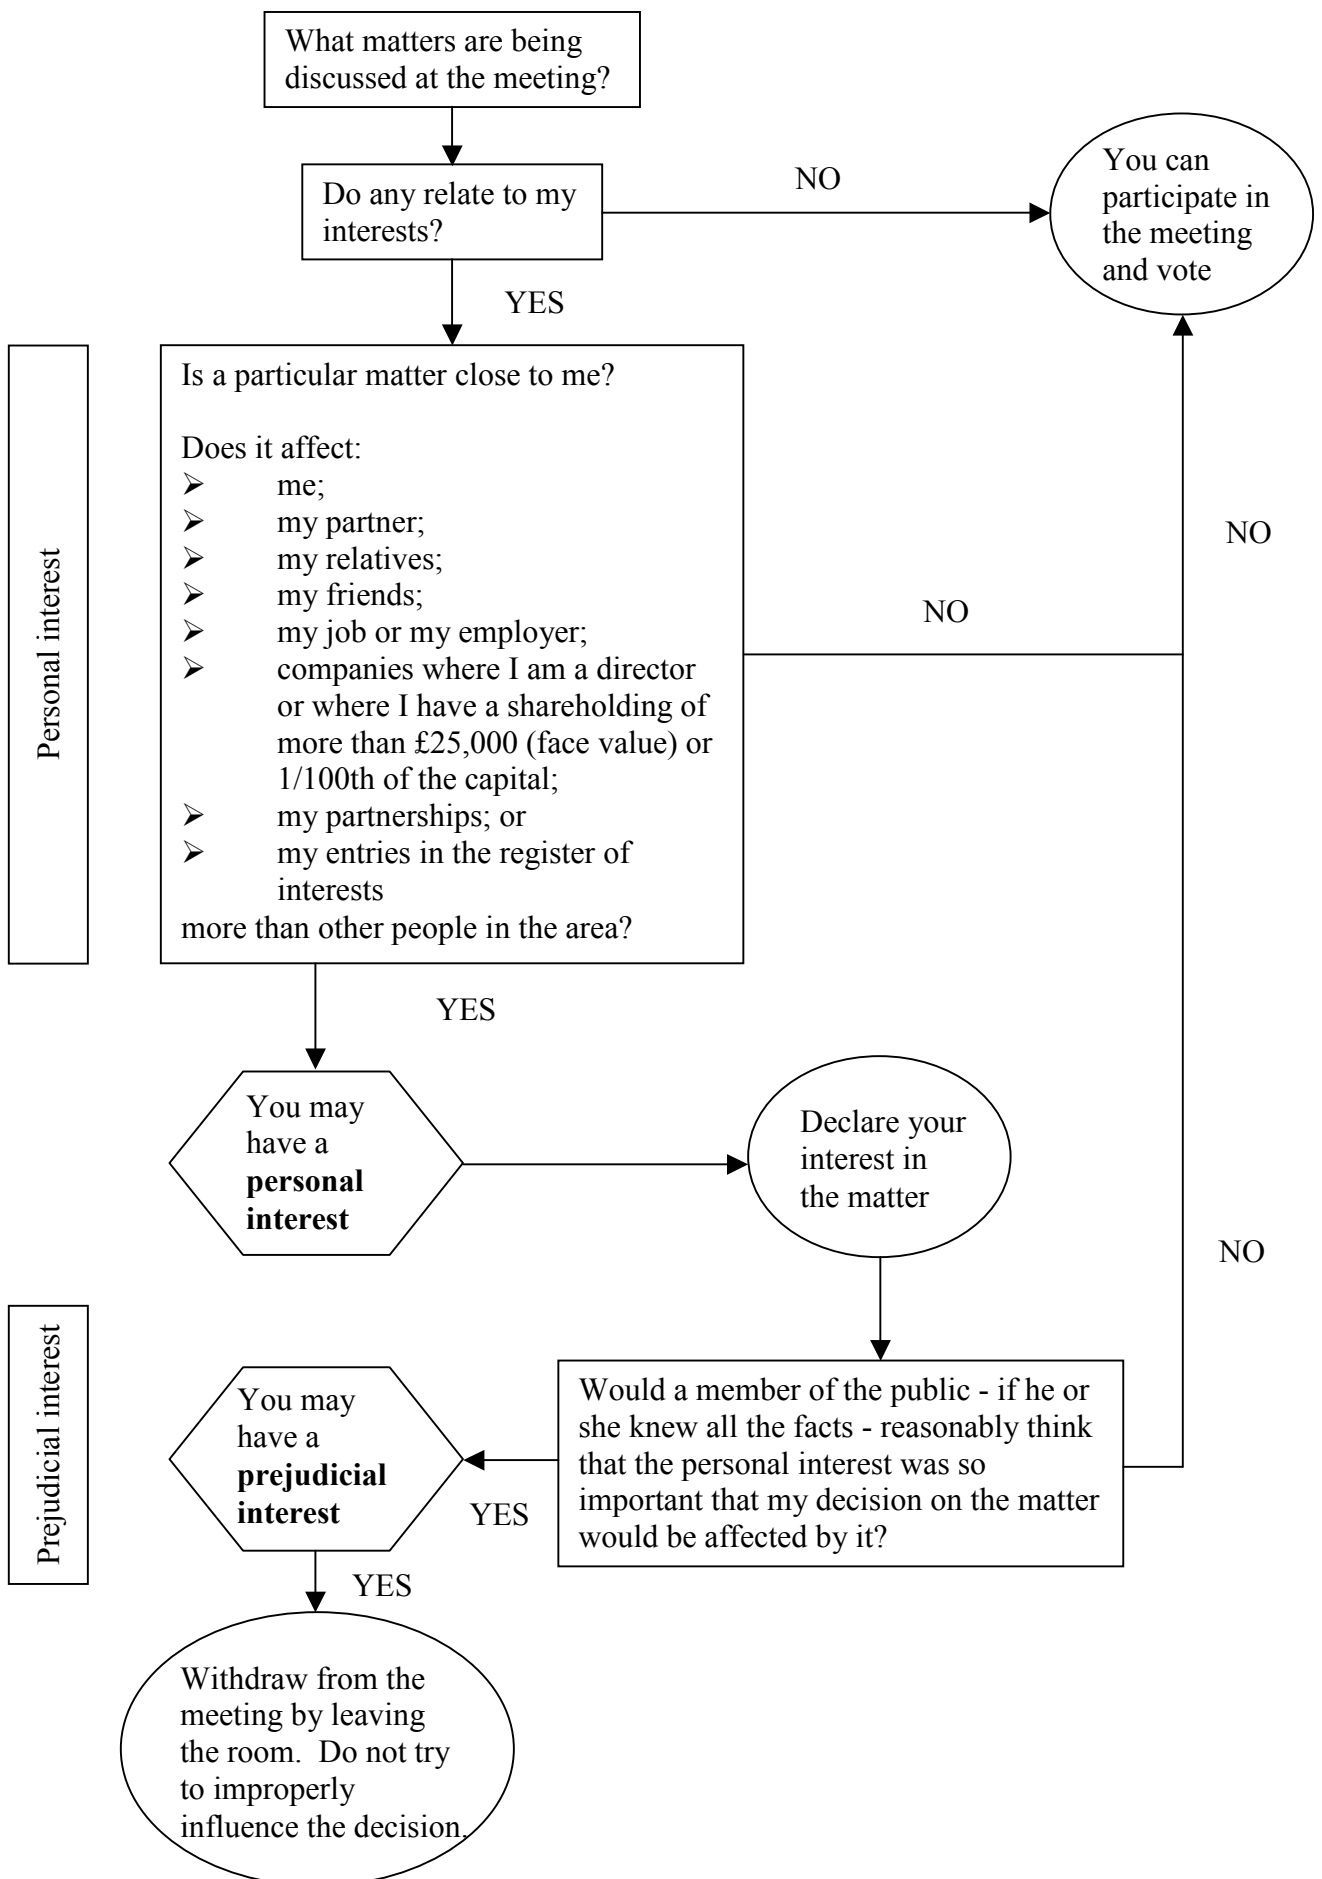 What matters are being
discussed at the meeting?
Do any relate to my
interests?
NO
You can
participate in
the meeting
and vote
YES
Personal interest
Is a particular matter close to me?
Does it affect:
➢ me;
➢ my partner;
➢ my relatives;
➢ my friends;
➢ my job or my employer;
➢ companies where I am a director
or where I have a shareholding of
more than £25,000 (face value) or
1/100th of the capital;
➢ my partnerships; or
➢ my entries in the register of
interests
more than other people in the area?
NO
NO
YES
You may
have a
personal
interest
Declare your
interest in
the matter
NO
Prejudicial interest
You may
have a
prejudicial
interest
YES
Would a member of the public - if he or
she knew all the facts - reasonably think
that the personal interest was so
important that my decision on the matter
would be affected by it?
YES
Withdraw from the
meeting by leaving
the room.  Do not try
to improperly
influence the decision.